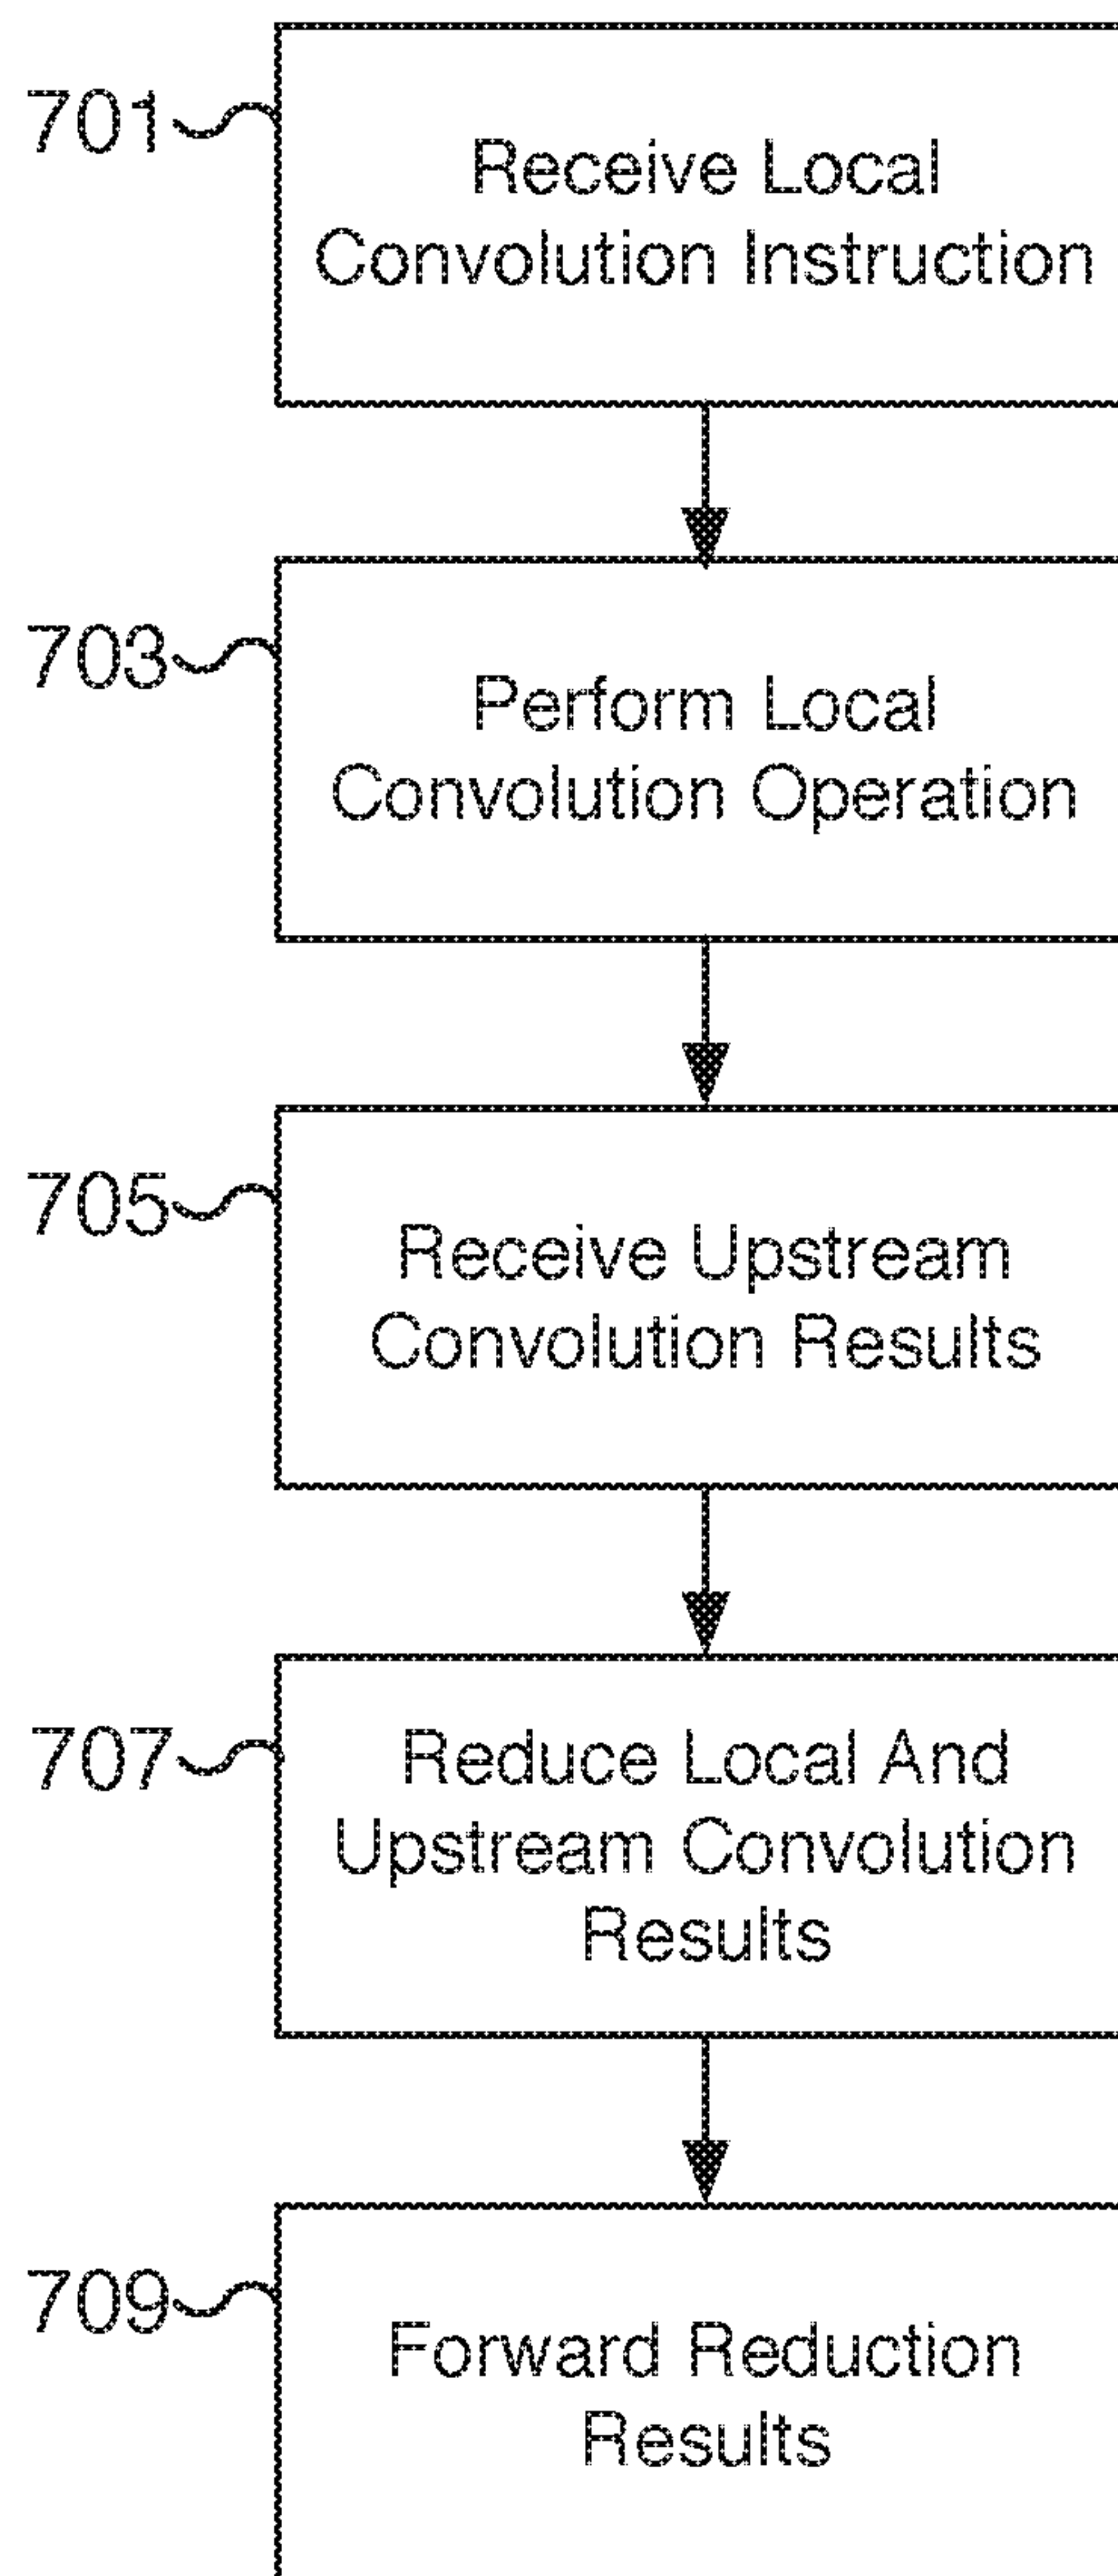 701
Receive Local
Convolution Instruction
703
Perform Local
Convolution Operation
705
Receive Upstream
Convolution Results
707
Reduce Local And
Upstream Convolution
Results
709
Forward Reduction
Results